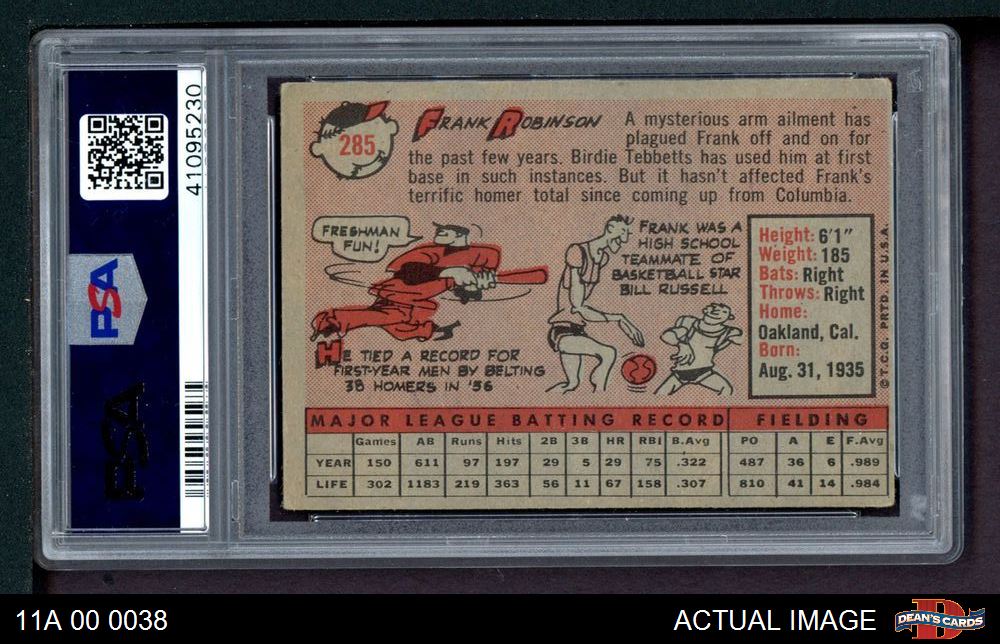 41095230
PSA
PSA
285
FRANK ROBINSON
A mysterious arm ailment has
plagued Frank off and on for
the past few years. Birdie Tebbetts has used him at first
base in such instances. But it hasn't affected Frank's
terrific homer total since coming up from Columbia.
FRESHMAN
FUN!
HE TIED A RECORD FOR
FIRST-YEAR MEN BY BELTING
38 HOMERS IN '56
FRANK WAS A
HIGH SCHOOL
TEAMMATE OF
BASKETBALL STAR
BILL RUSSELL
Height: 6'1"
Weight: 185
Bats: Right
Throws: Right
Home:
Oakland, Cal.
Born:
Aug. 31, 1935
© T.C.G. PRTD. IN U.S.A.
MAJOR LEAGUE BATTING RECORD FIELDING
Games AB Runs Hits 2B 3B HR RBI B.Avg PO A E F.Avg
YEAR 150 611 97 197 29 5 29 75 .322 487 36 6 .989
LIFE 302 1183 219 363 56 11 67 158 .307 810 41 14 .984
11A 00 0038
ACTUAL IMAGE
D
DEAN'S CARDS